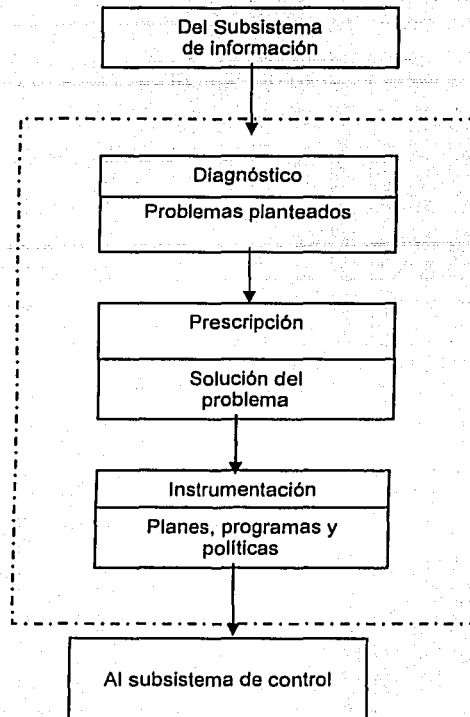 Del Subsistema
de información
Diagnóstico
Problemas planteados
Prescripción
Solución del
problema
Instrumentación
Planes, programas y
políticas
Al subsistema de control